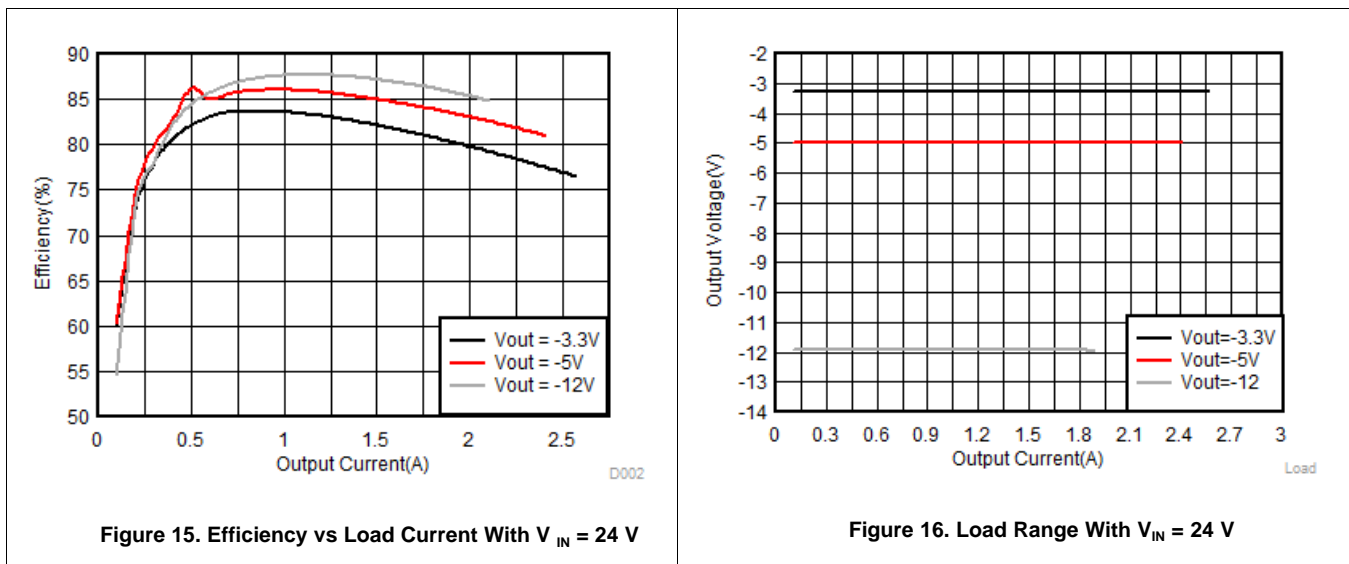 90
85
80
75
70
65
60
55
50
Efficiency(%)
Vout = -3.3V
Vout = -5V
Vout = -12V
0 0.5 1 1.5 2 2.5
Output Current(A)
D002
Figure 15. Efficiency vs Load Current With V IN = 24 V
-2
-3
-4
-5
-6
-7
-8
-9
-10
-11
-12
-13
-14
Output Voltage(V)
Vout=-3.3V
Vout=-5V
Vout=-12
0 0.3 0.6 0.9 1.2 1.5 1.8 2.1 2.4 2.7 3
Output Current(A)
Load
Figure 16. Load Range With VIN = 24 V